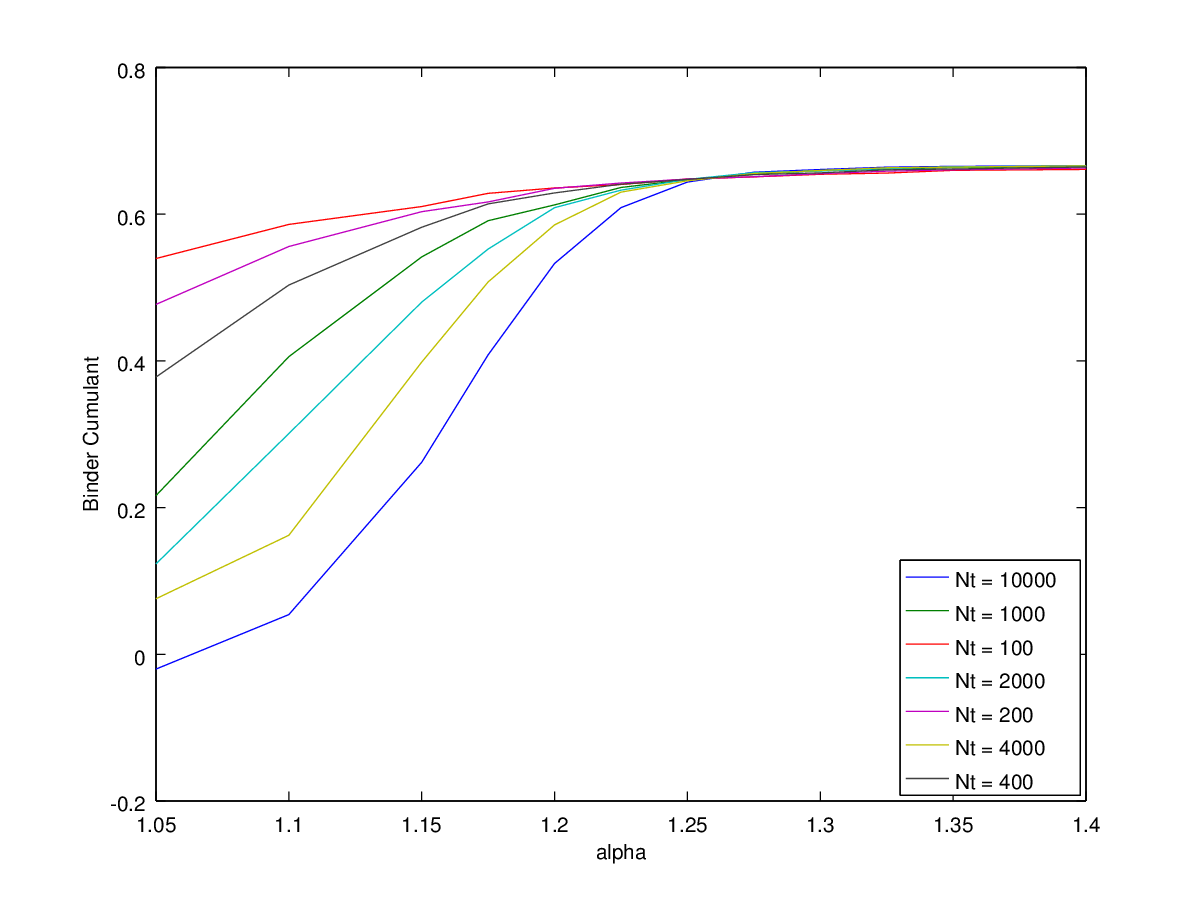 0.8
0.6
0.4
0.2
0
-0.2
Binder Cumulant
1.05 1.1 1.15 1.2 1.25 1.3 1.35 1.4
alpha
Nt = 10000
Nt = 1000
Nt = 100
Nt = 2000
Nt = 200
Nt = 4000
Nt = 400